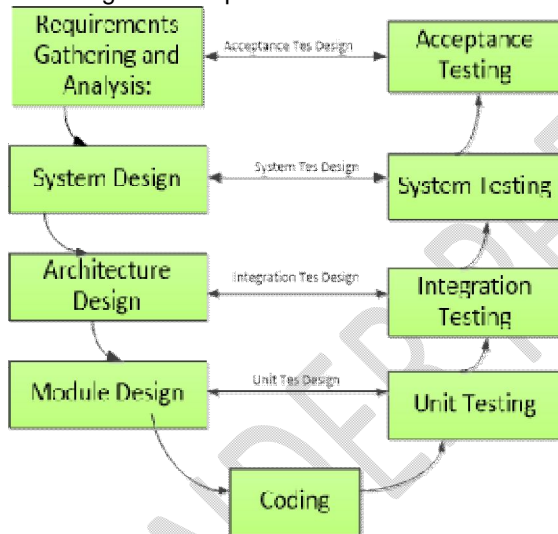 Requirements
Gathering and
Analysis:
Acceptance Tes Design
Acceptance
Testing
System Design
System Tes Design
System Testing
Architecture
Design
Integration Tes Design
Integration
Testing
Module Design
Unit Tes Design
Unit Testing
Coding